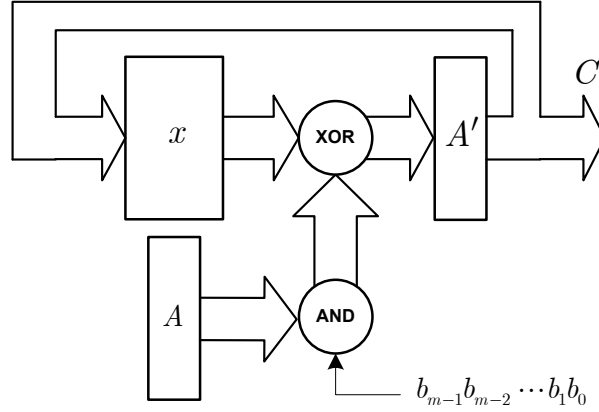 C
x
XOR
A′
A
AND
b_{m−1}b_{m−2} ⋯ b_1b_0